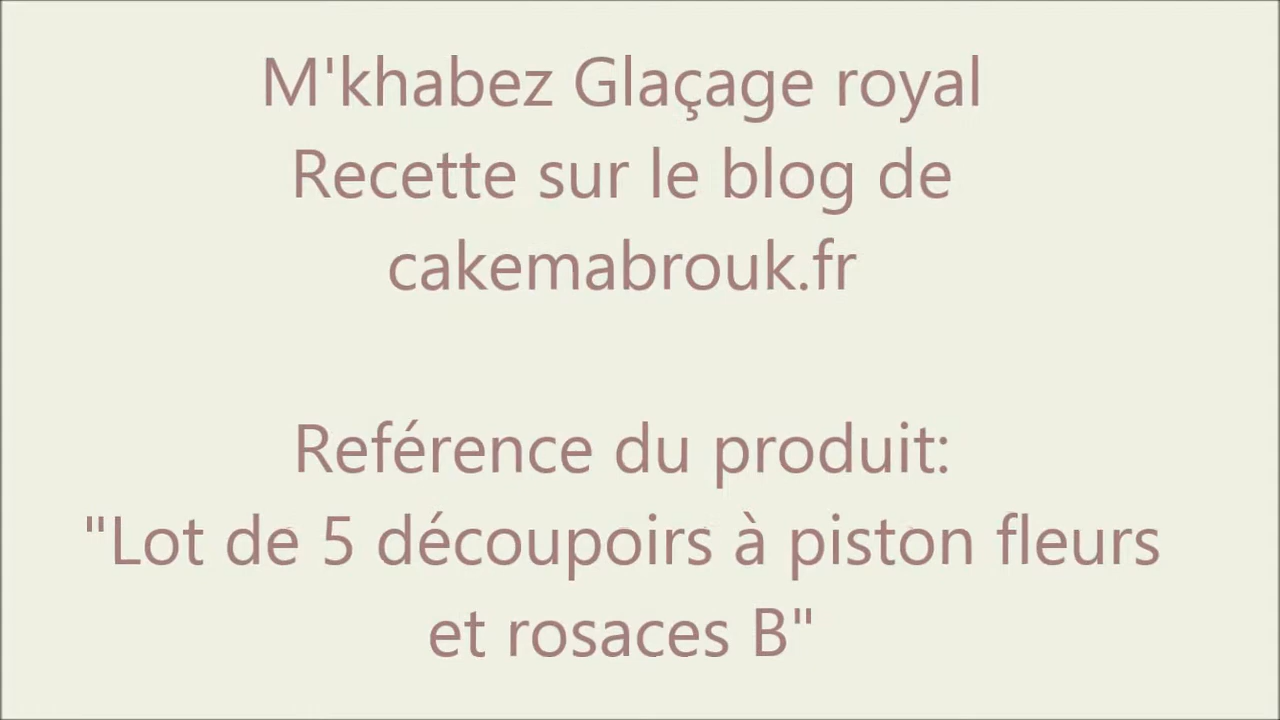 M'khabez Glaçage royal
Recette sur le blog de
cakemabrouk.fr
Reférence du produit:
"Lot de 5 découpoirs à piston fleurs
et rosaces B"